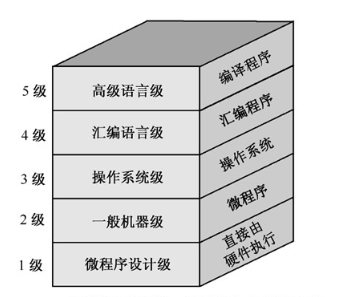 5级 高级语言级 编译程序
4级 汇编语言级 汇编程序
3级 操作系统级 操作系统
2级 一般机器级 微程序
1级 微程序设计级 直接由
硬件执行